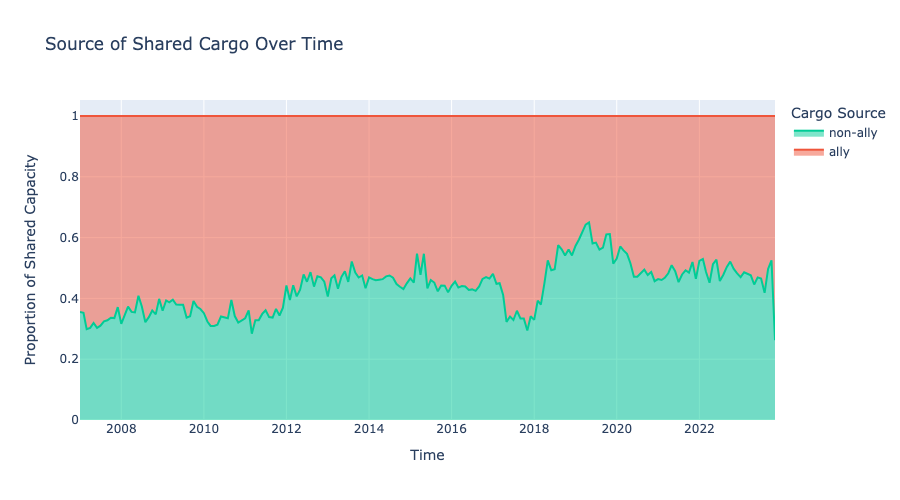 Source of Shared Cargo Over Time
Cargo Source
non-ally
ally
Proportion of Shared Capacity
1
0.8
0.6
0.4
0.2
0
2008 2010 2012 2014 2016 2018 2020 2022
Time